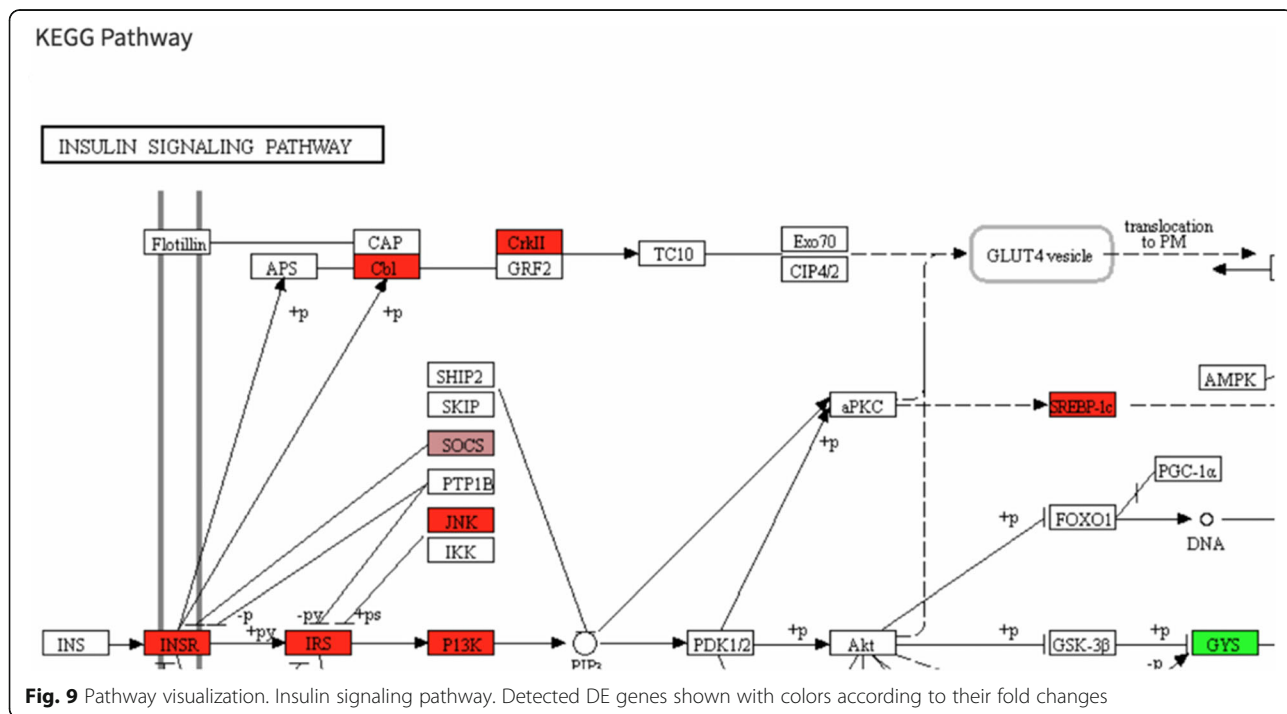 KEGG Pathway
INSULIN SIGNALING PATHWAY
Flotillin
CAP
CrkII
TC10
Exo70
GLUT4 vesicle
translocation
to PM
APS
Cbl
GRF2
CIP4/2
+p
+p
SHIP2
SKIP
SOCS
PTP1B
JNK
IKK
aPKC
+p
SREBP-1c
AMPK
PGC-1α
+p
FOXO1
DNA
-p
-py
+ps
INS
INSR
+py
IRS
P13K
PIP3
PDK1/2
+p
Akt
+p
GSK-3β
+p
GYS
-p
Fig. 9 Pathway visualization. Insulin signaling pathway. Detected DE genes shown with colors according to their fold changes